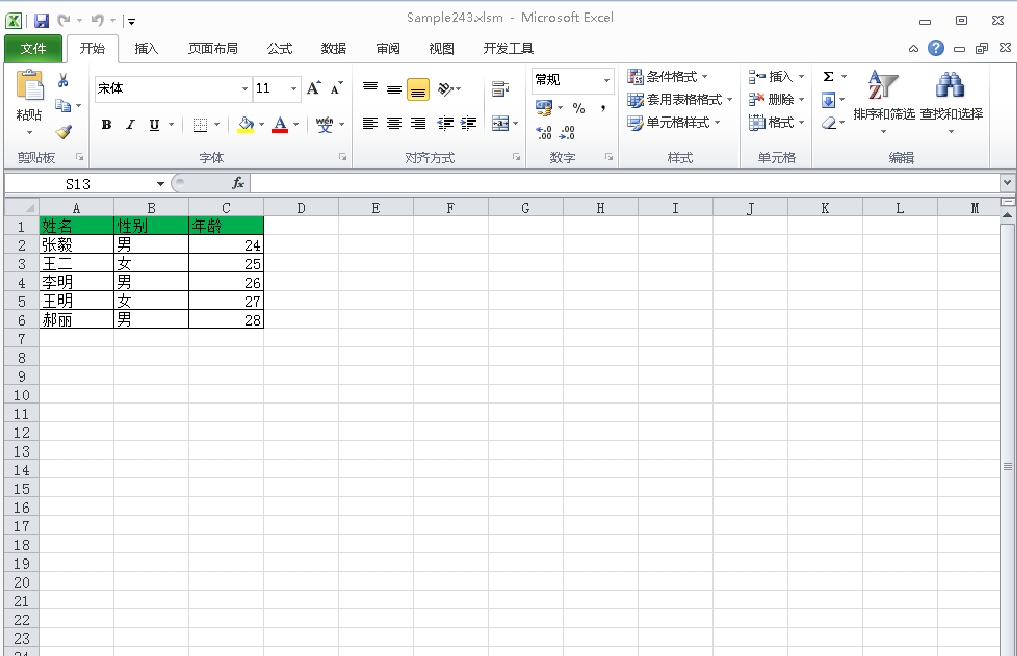 Sample243.xlsm - Microsoft Excel
文件 开始 插入 页面布局 公式 数据 审阅 视图 开发工具
宋体 11 常规 条件格式 插入 Σ
粘贴 套用表格格式 删除 排序和筛选 查找和选择
B I U wén 文 A % , 单元格样式 格式
剪贴板 字体 对齐方式 数字 样式 单元格 编辑
S13 fx
A B C D E F G H I J K L M
1 姓名 性别 年龄
2 张毅 男 24
3 王二 女 25
4 李明 男 26
5 王明 女 27
6 郝丽 男 28
7
8
9
10
11
12
13
14
15
16
17
18
19
20
21
22
23
24